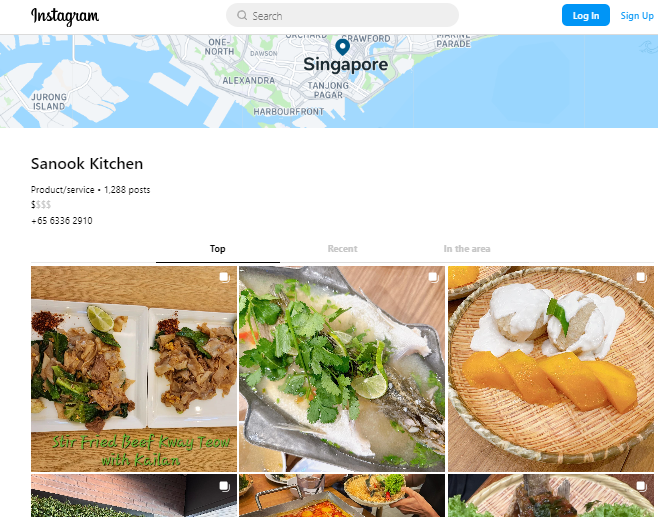 Instagram
Search
Log In
Sign Up
ORCHARD
CRAWFORD
MARINE
PARADE
ONE-
NORTH
DAWSON
Singapore
ALEXANDRA
TANJONG
PAGAR
JURONG
ISLAND
HARBOURFRONT
Sanook Kitchen
Product/service • 1,288 posts
$$$$
+65 6336 2910
Top
Recent
In the area
Stir Fried Beef Kway Teow
with Kailan